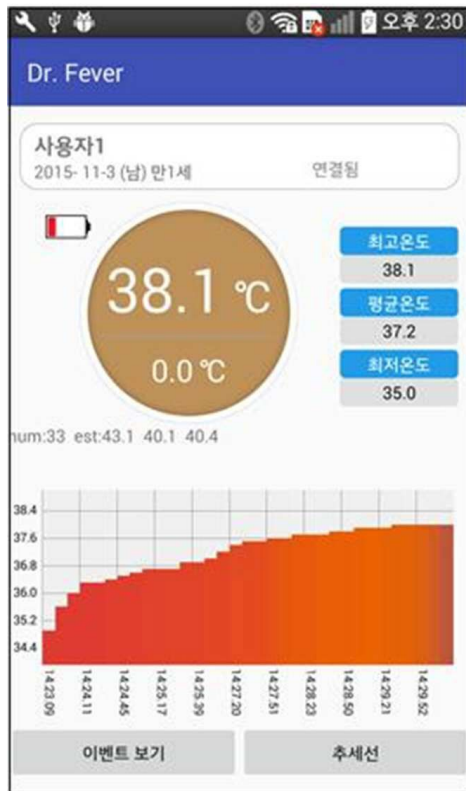 오후 2:30
Dr. Fever
사용자1
2015- 11-3 (남) 만1세
연결됨
38.1 ℃
0.0 ℃
최고온도
38.1
평균온도
37.2
최저온도
35.0
num:33 est:43.1 40.1 40.4
38.4
37.6
36.8
36.0
35.2
34.4
14:23.09
14:24.11
14:24.45
14:25.17
14:25.39
14:27.20
14:27.51
14:28.23
14:28.50
14:29.21
14:29.52
이벤트 보기
추세선